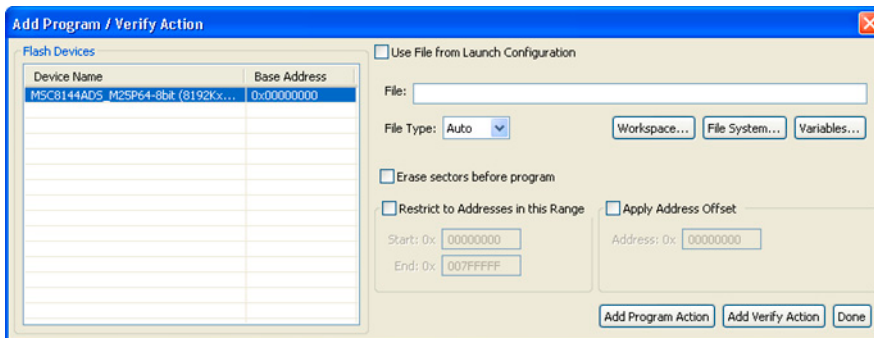 Add Program / Verify Action
Flash Devices
Device Name Base Address
MSC8144ADS_M25P64-8bit (8192Kx... 0x00000000
Use File from Launch Configuration
File:
File Type: Auto Workspace... File System... Variables...
Erase sectors before program
Restrict to Addresses in this Range Apply Address Offset
Start: 0x 00000000 Address: 0x 00000000
End: 0x 007FFFFF
Add Program Action Add Verify Action Done